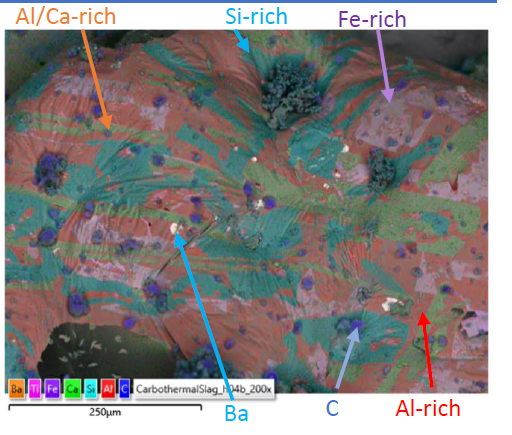 Al/Ca-rich
Si-rich
Fe-rich
Ba Ti Fe Ca Si Al C CarbothermalSlag_h04b_200x
250µm
Ba
C
Al-rich